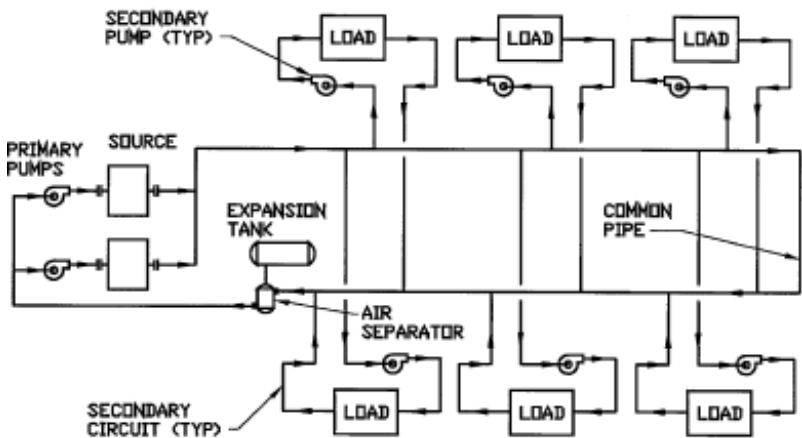 SECONDARY
PUMP (TYP)
LOAD
LOAD
LOAD
PRIMARY
PUMPS
SOURCE
EXPANSION
TANK
COMMON
PIPE
AIR
SEPARATOR
SECONDARY
CIRCUIT (TYP)
LOAD
LOAD
LOAD